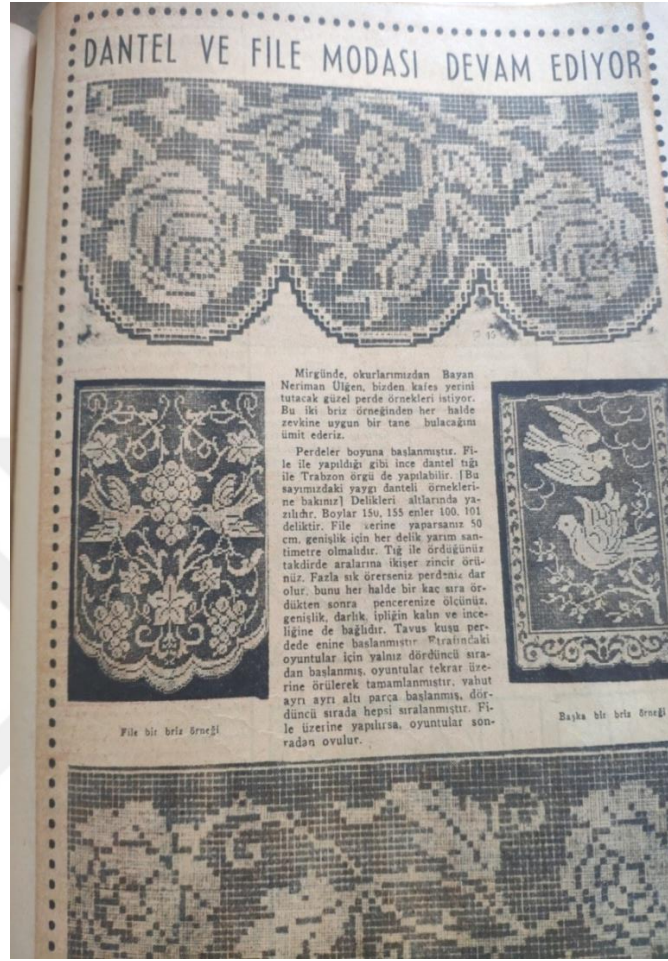 DANTEL VE FİLE MODASI DEVAM EDİYOR
Mirgünde, okurlarımızdan Bayan
Neriman Ülgen, bizden kafes yerini
tutacak güzel perde örnekleri istiyor.
Bu iki briz örneğinden her halde
zevkine uygun bir tane bulacağını
ümit ederiz.
Perdeler boyuna başlanmıştır. Fi-
le ile yapıldığı gibi ince dantel tığı
ile Trabzon örgü de yapılabilir. [Bu
sayımızdaki yaygı danteli örnekleri-
ne bakınız] Delikleri altlarında ya-
zılıdır. Boylar 150, 155 enler 100, 101
deliktir. File üzerine yaparsanız 50
cm. genişlik için her delik yarım san-
timetre olmalıdır. Tığ ile ördüğünüz
takdirde aralarına ikişer zincir örü-
nüz. Fazla sık örerseniz perdeniz dar
olur, bunu her halde bir kaç sıra ör-
dükten sonra pencerenize ölçünüz,
genişlik, darlık, ipliğin kalın ve ince-
liğine de bağlıdır. Tavus kuşu per-
dede enine başlanmıştır. Etrafındaki
oyuntular için yalnız dördüncü sıra-
dan başlanmış, oyuntular tekrar üze-
rine örülerek tamamlanmıştır, yahut
ayrı ayrı altı parça başlanmış, dör-
düncü sırada hepsi sıralanmıştır. Fi-
le üzerine yapılırsa, oyuntular son-
radan oyulur.
File bir briz örneği
Başka bir briz örneği